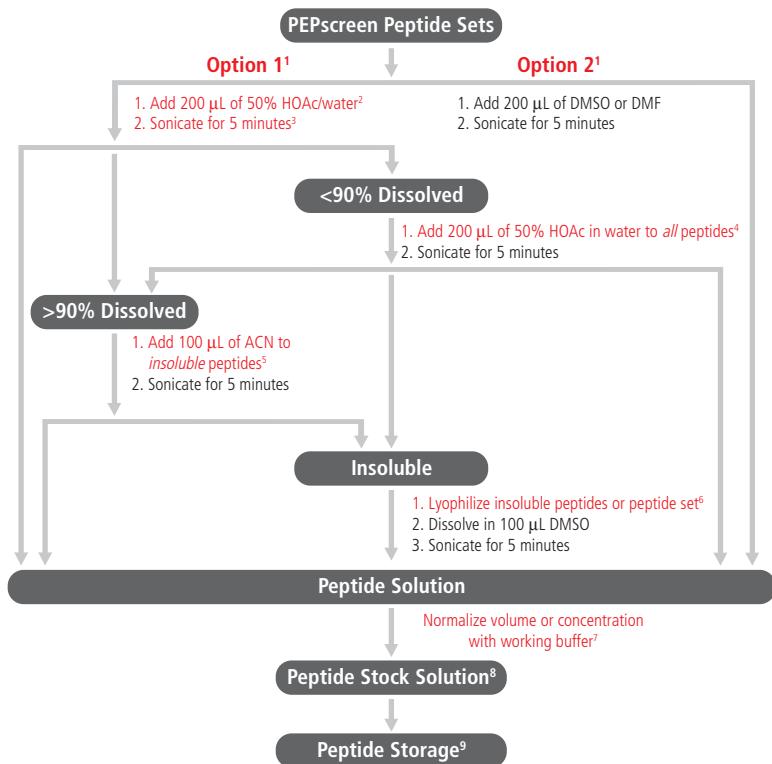 PEPscreen Peptide Sets
Option 1¹
Option 2¹
1. Add 200 µL of 50% HOAc/water²
2. Sonicate for 5 minutes³
1. Add 200 µL of DMSO or DMF
2. Sonicate for 5 minutes
<90% Dissolved
1. Add 200 µL of 50% HOAc in water to all peptides⁴
2. Sonicate for 5 minutes
>90% Dissolved
1. Add 100 µL of ACN to
insoluble peptides⁵
2. Sonicate for 5 minutes
Insoluble
1. Lyophilize insoluble peptides or peptide set⁶
2. Dissolve in 100 µL DMSO
3. Sonicate for 5 minutes
Peptide Solution
Normalize volume or concentration
with working buffer⁷
Peptide Stock Solution⁸
Peptide Storage⁹